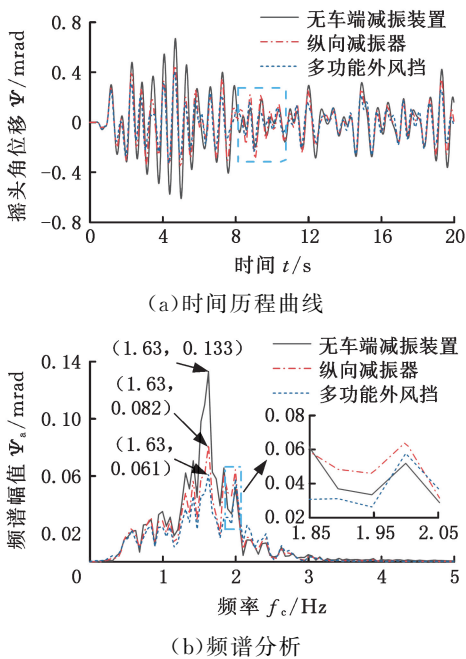 无车端减振装置
纵向减振器
多功能外风挡
摇头角位移 Ψ/mrad
0.8
0.4
0
-0.4
-0.8
0 4 8 12 16 20
时间 t/s
(a)时间历程曲线
无车端减振装置
纵向减振器
多功能外风挡
频谱幅值 Ψa/mrad
0.14
0.10
0.06
0.02
(1.63, 0.133)
(1.63,
0.082)
(1.63,
0.061)
0.08
0.06
0.04
0.02
1.85 1.95 2.05
0 1 2 3 4 5
频率 fc/Hz
(b)频谱分析